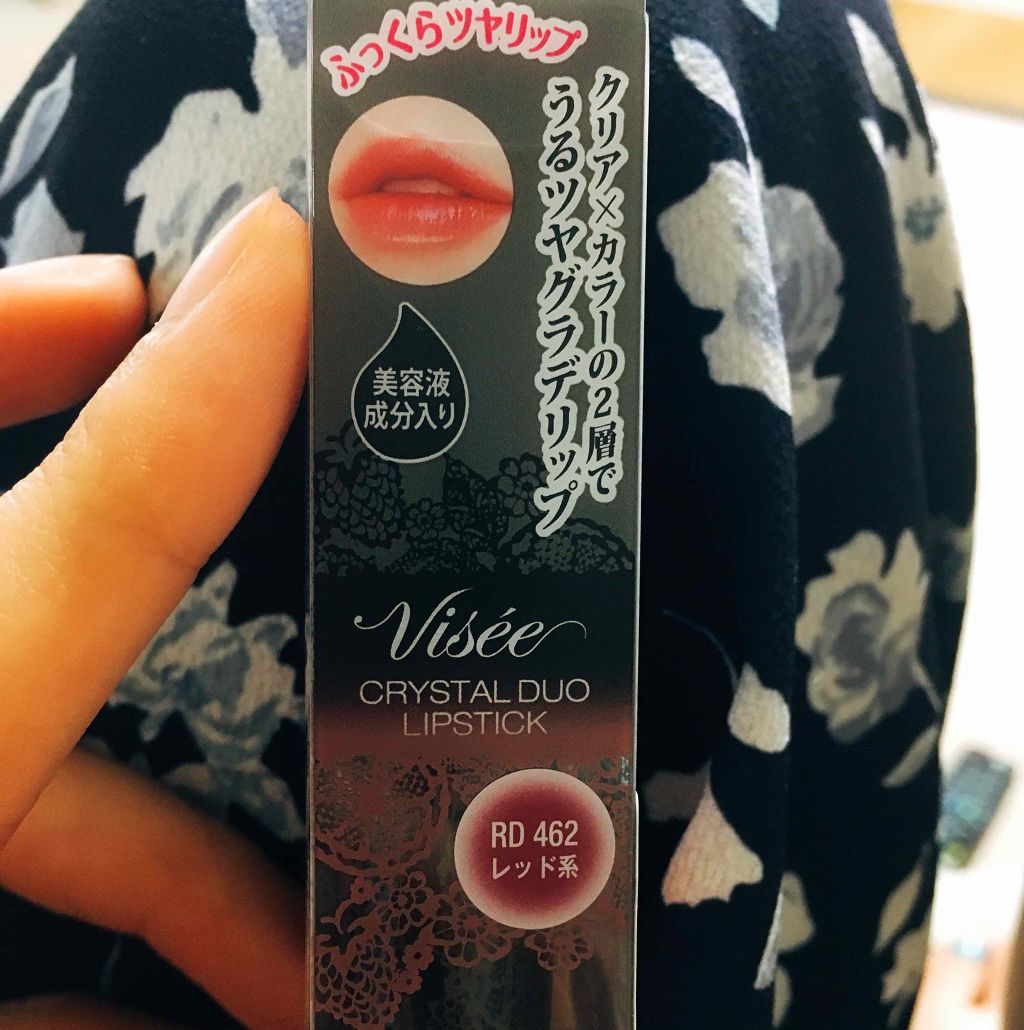 ふっくらツヤリップ
クリア×カラーの2層で
うるツヤグラデリップ
美容液
成分入り
Visée
CRYSTAL DUO
LIPSTICK
RD 462
レッド系